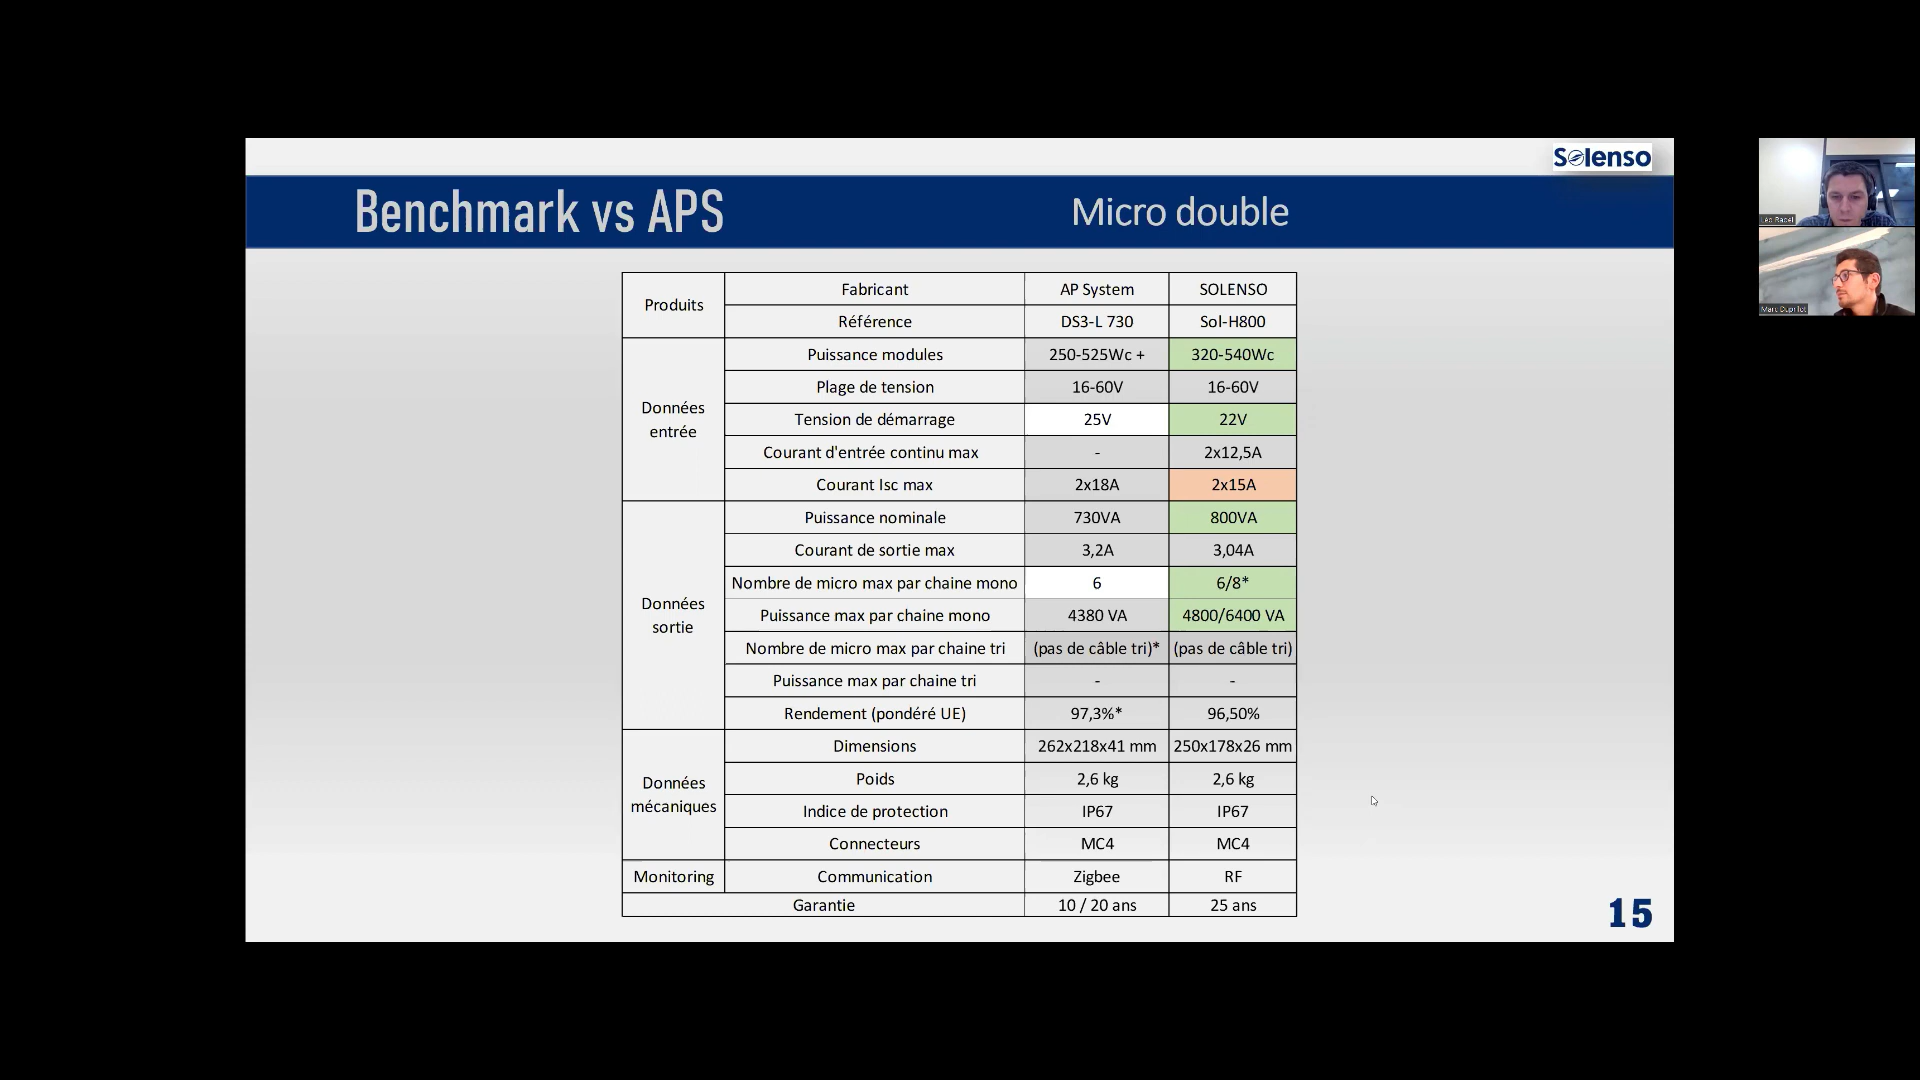 Solenso
Benchmark vs APS
Micro double
Produits
Fabricant
AP System
SOLENSO
Référence
DS3-L 730
Sol-H800
Données
entrée
Puissance modules
250-525Wc +
320-540Wc
Plage de tension
16-60V
16-60V
Tension de démarrage
25V
22V
Courant d'entrée continu max
-
2x12,5A
Courant Isc max
2x18A
2x15A
Données
sortie
Puissance nominale
730VA
800VA
Courant de sortie max
3,2A
3,04A
Nombre de micro max par chaine mono
6
6/8*
Puissance max par chaine mono
4380 VA
4800/6400 VA
Nombre de micro max par chaine tri
(pas de câble tri)*
(pas de câble tri)
Puissance max par chaine tri
-
-
Rendement (pondéré UE)
97,3%*
96,50%
Données
mécaniques
Dimensions
262x218x41 mm
250x178x26 mm
Poids
2,6 kg
2,6 kg
Indice de protection
IP67
IP67
Connecteurs
MC4
MC4
Monitoring
Communication
Zigbee
RF
Garantie
10 / 20 ans
25 ans
15